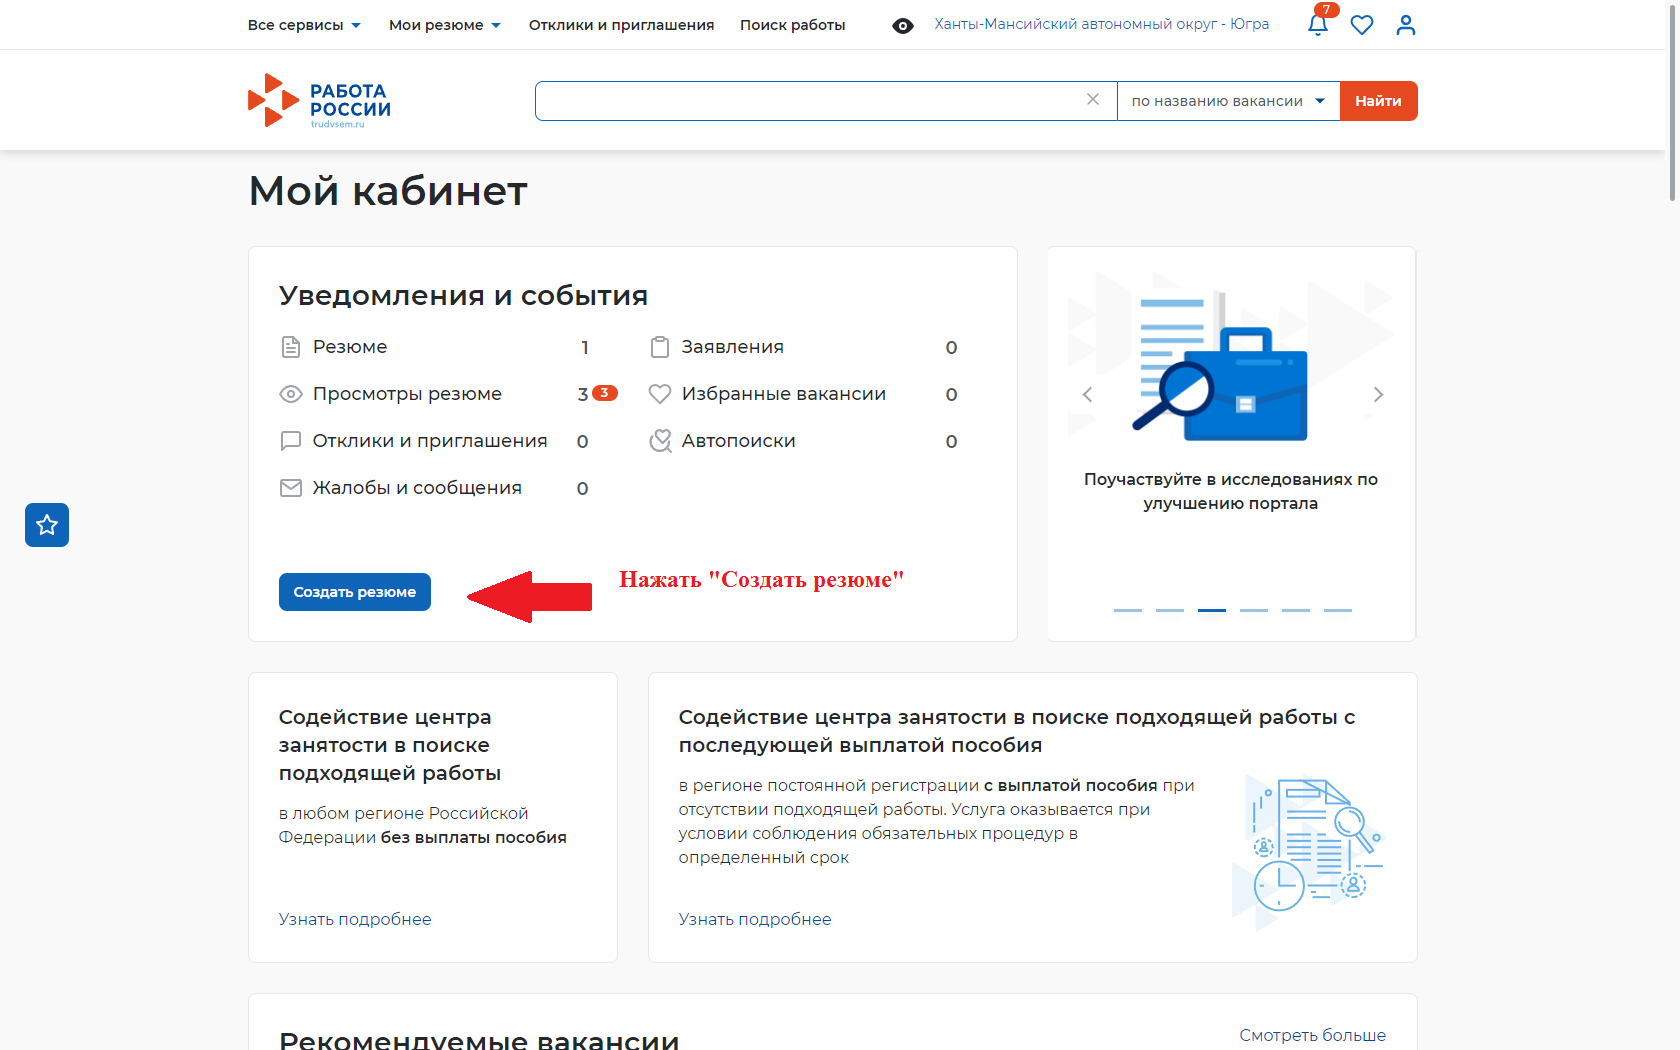 Все сервисы Мои резюме Отклики и приглашения Поиск работы Ханты-Мансийский автономный округ - Югра 7
РАБОТА
РОССИИ
trudvsem.ru
по названию вакансии Найти
Мой кабинет
Уведомления и события
Резюме 1 Заявления 0
Просмотры резюме 3 3 Избранные вакансии 0
Отклики и приглашения 0 Автопоиски 0
Жалобы и сообщения 0
Создать резюме
Нажать "Создать резюме"
Поучаствуйте в исследованиях по
улучшению портала
Содействие центра
занятости в поиске
подходящей работы
в любом регионе Российской
Федерации без выплаты пособия
Узнать подробнее
Содействие центра занятости в поиске подходящей работы с
последующей выплатой пособия
в регионе постоянной регистрации с выплатой пособия при
отсутствии подходящей работы. Услуга оказывается при
условии соблюдения обязательных процедур в
определенный срок
Узнать подробнее
Рекомендуемые вакансии
Смотреть больше